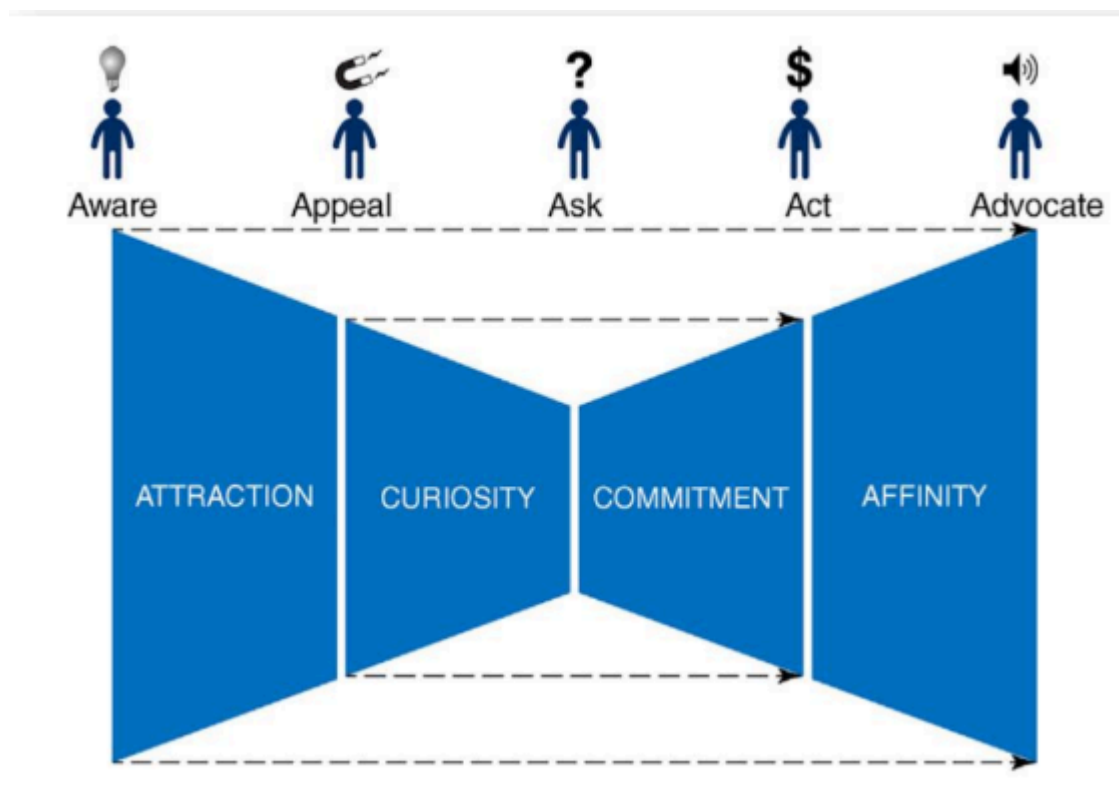 ? $
Aware Appeal Ask Act Advocate
ATTRACTION CURIOSITY COMMITMENT AFFINITY